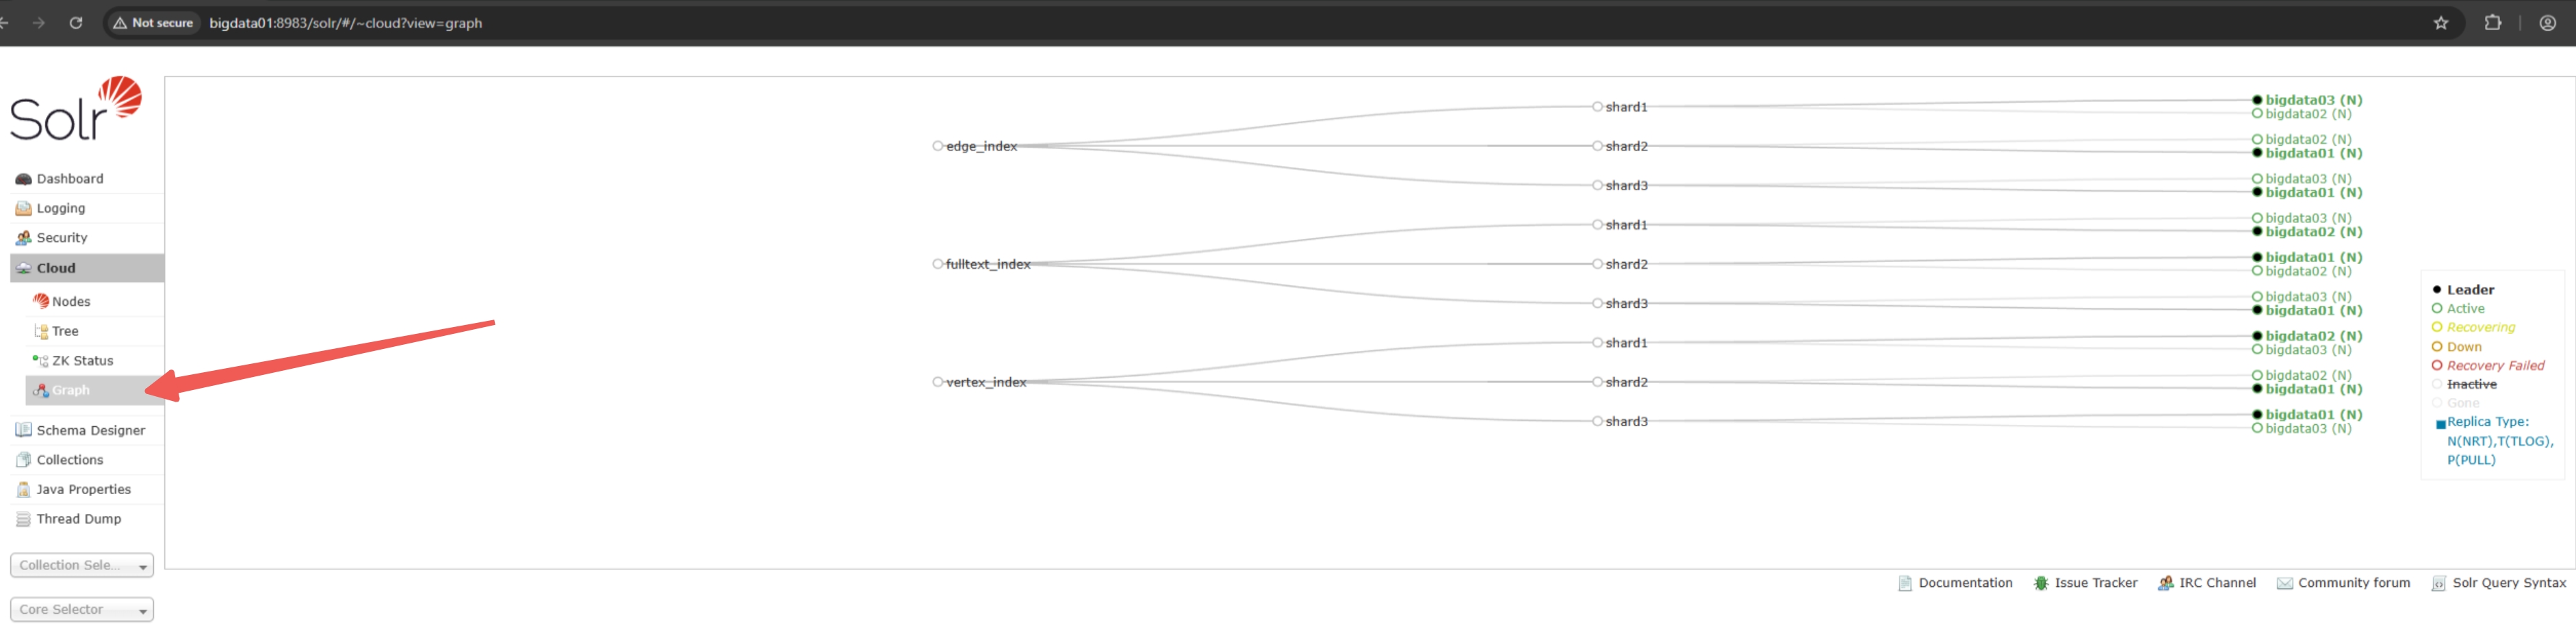 Not secure bigdata01:8983/solr/#/~cloud?view=graph
Solr
Dashboard
Logging
Security
Cloud
Nodes
Tree
ZK Status
Graph
Schema Designer
Collections
Java Properties
Thread Dump
Collection Sele...
Core Selector
edge_index
shard1
bigdata03 (N)
bigdata02 (N)
shard2
bigdata02 (N)
bigdata01 (N)
shard3
bigdata03 (N)
bigdata01 (N)
fulltext_index
shard1
bigdata03 (N)
bigdata02 (N)
shard2
bigdata01 (N)
bigdata02 (N)
shard3
bigdata03 (N)
bigdata01 (N)
vertex_index
shard1
bigdata02 (N)
bigdata03 (N)
shard2
bigdata02 (N)
bigdata01 (N)
shard3
bigdata01 (N)
bigdata03 (N)
Leader
Active
Recovering
Down
Recovery Failed
Inactive
Gone
Replica Type:
N(NRT),T(TLOG),
P(PULL)
Documentation Issue Tracker IRC Channel Community forum Solr Query Syntax